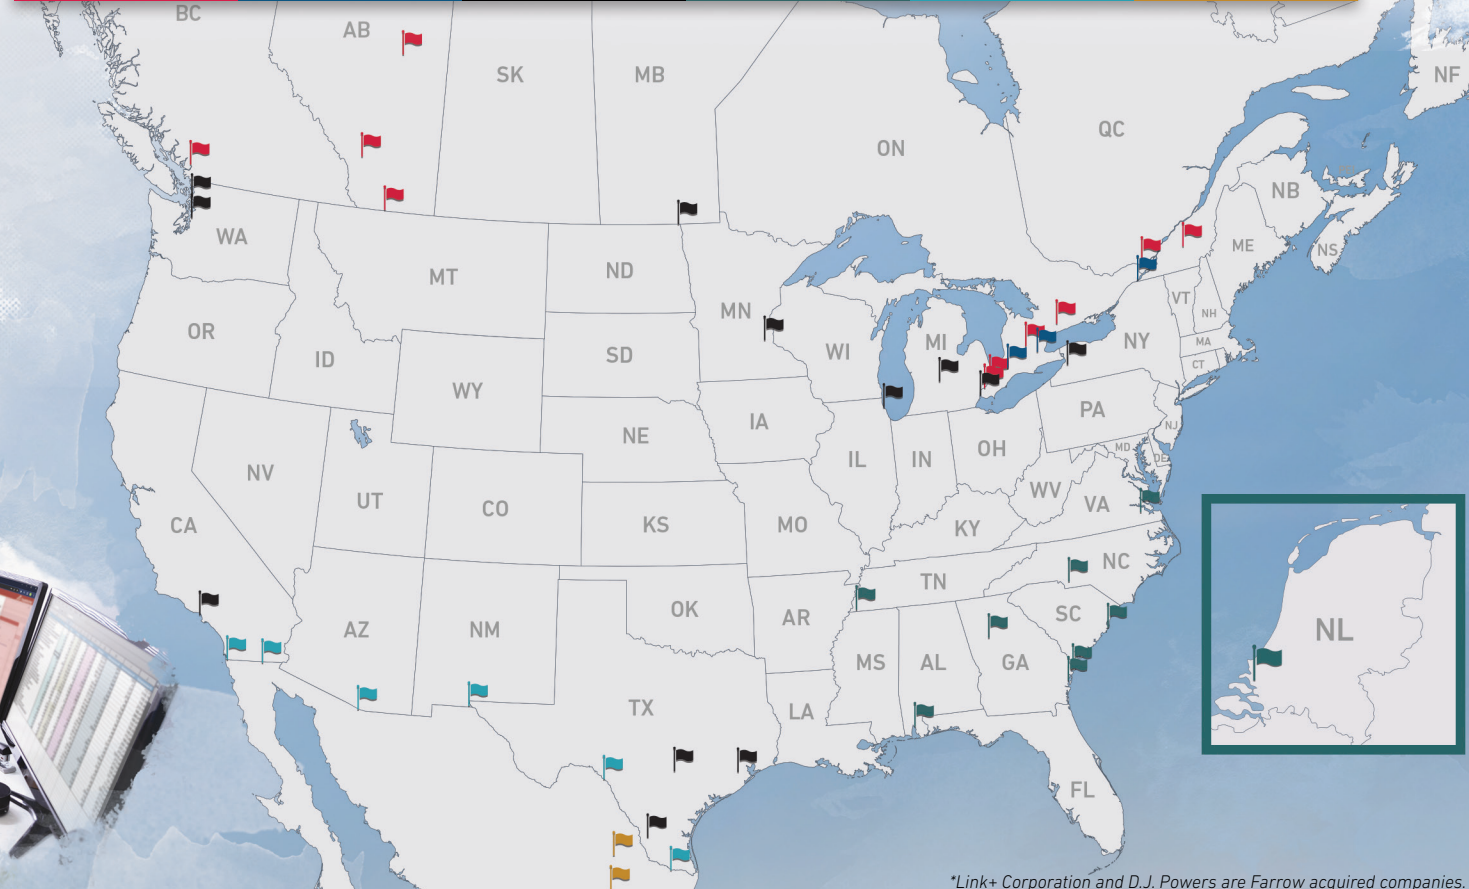 BC
AB
SK
MB
ON
QC
NF
NB
NS
ME
WA
MT
ND
MN
OR
ID
SD
WI
MI
NY
VT
NH
MA
CT
WY
NE
IA
PA
NJ
MD
DE
NV
UT
CO
KS
MO
IL
IN
OH
WV
VA
KY
CA
AZ
NM
OK
AR
TN
NC
SC
MS
AL
GA
TX
LA
FL
NL
*Link+ Corporation and D.J. Powers are Farrow acquired companies.